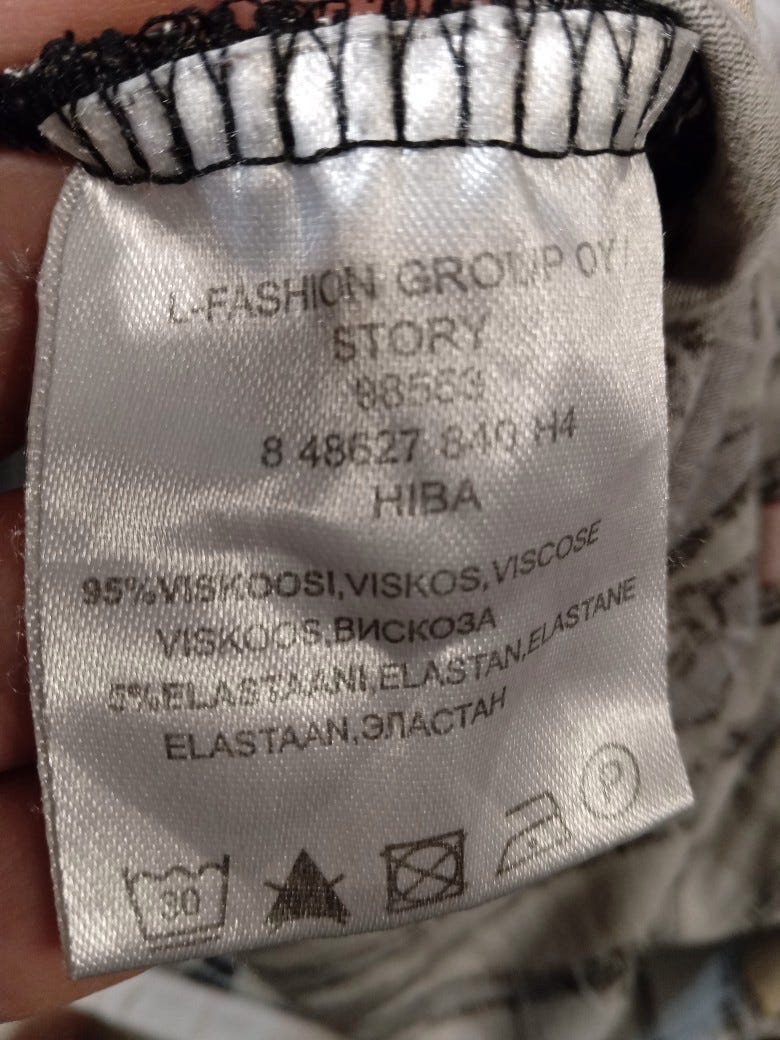 L-FASHION GROUP OY/
STORY
98553
8 48627 840 H4
HIBA
95%VISKOOSI,VISKOS,VISCOSE
VISKOOS,ВИСКОЗА
5%ELASTAANI,ELASTAN,ELASTANE
ELASTAAN,ЭЛАСТАН
30
P